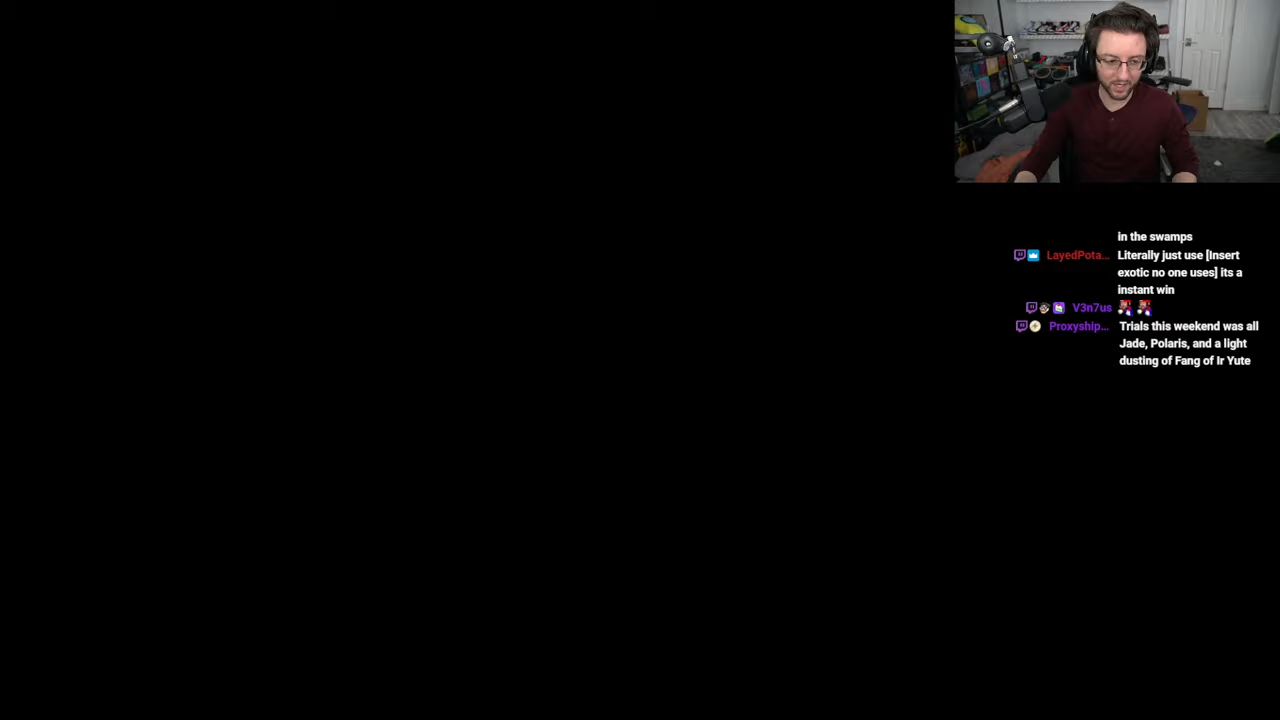 in the swamps
LayedPota... Literally just use [Insert
exotic no one uses] its a
instant win
V3n7us
Proxyship... Trials this weekend was all
Jade, Polaris, and a light
dusting of Fang of Ir Yute